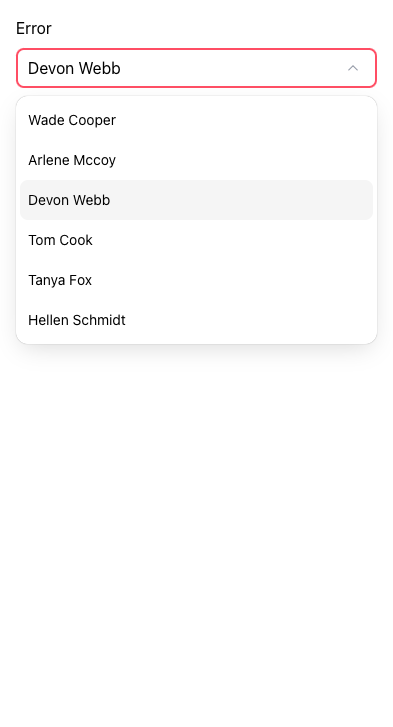 Error
Devon Webb
Wade Cooper
Arlene Mccoy
Devon Webb
Tom Cook
Tanya Fox
Hellen Schmidt